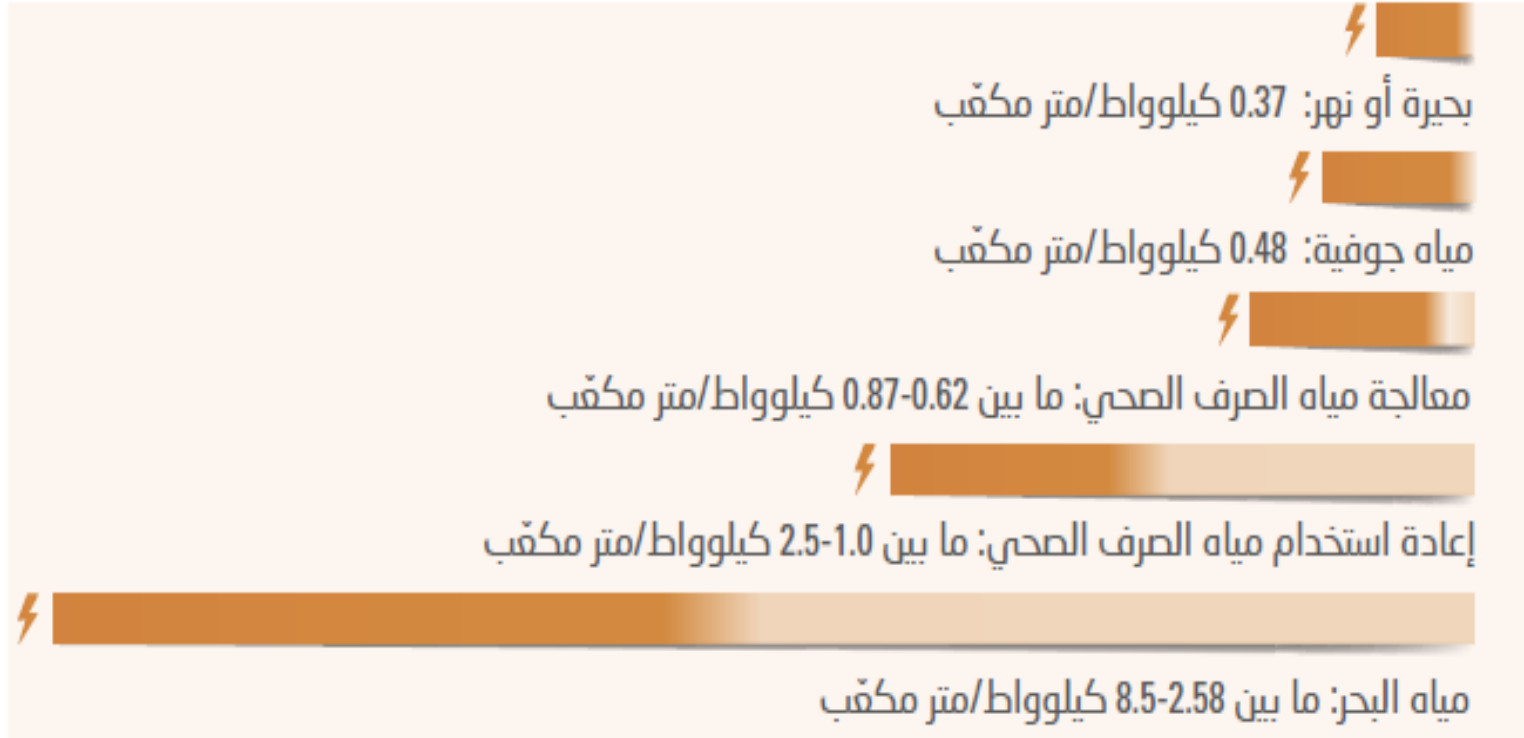 بحيرة أو نهر: 0.37 كيلوواط/متر مكعّب
مياه جوفية: 0.48 كيلوواط/متر مكعّب
معالجة مياه الصرف الصحي: ما بين 0.62-0.87 كيلوواط/متر مكعّب
إعادة استخدام مياه الصرف الصحي: ما بين 1.0-2.5 كيلوواط/متر مكعّب
مياه البحر: ما بين 2.58-8.5 كيلوواط/متر مكعّب